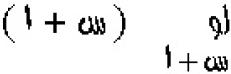 لو ( س + ١ )
س + ١